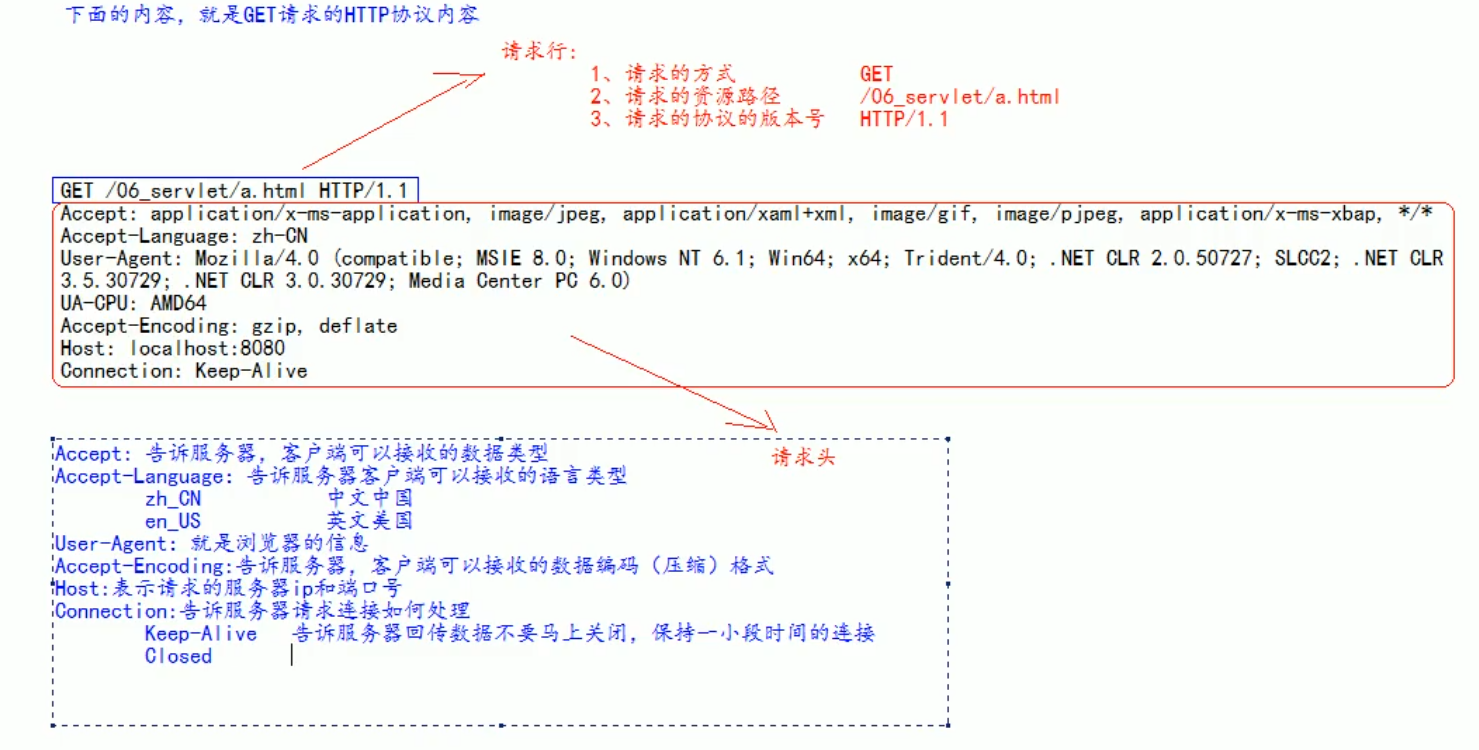 下面的内容，就是GET请求的HTTP协议内容
请求行：
1、请求的方式 GET
2、请求的资源路径 /06_servlet/a.html
3、请求的协议的版本号 HTTP/1.1
GET /06_servlet/a.html HTTP/1.1
Accept: application/x-ms-application, image/jpeg, application/xaml+xml, image/gif, image/pjpeg, application/x-ms-xbap, */*
Accept-Language: zh-CN
User-Agent: Mozilla/4.0 (compatible; MSIE 8.0; Windows NT 6.1; Win64; x64; Trident/4.0; .NET CLR 2.0.50727; SLCC2; .NET CLR
3.5.30729; .NET CLR 3.0.30729; Media Center PC 6.0)
UA-CPU: AMD64
Accept-Encoding: gzip, deflate
Host: localhost:8080
Connection: Keep-Alive
请求头
Accept: 告诉服务器，客户端可以接收的数据类型
Accept-Language: 告诉服务器客户端可以接收的语言类型
zh_CN 中文中国
en_US 英文美国
User-Agent: 就是浏览器的信息
Accept-Encoding:告诉服务器，客户端可以接收的数据编码（压缩）格式
Host:表示请求的服务器ip和端口号
Connection:告诉服务器请求连接如何处理
Keep-Alive 告诉服务器回传数据不要马上关闭，保持一小段时间的连接
Closed